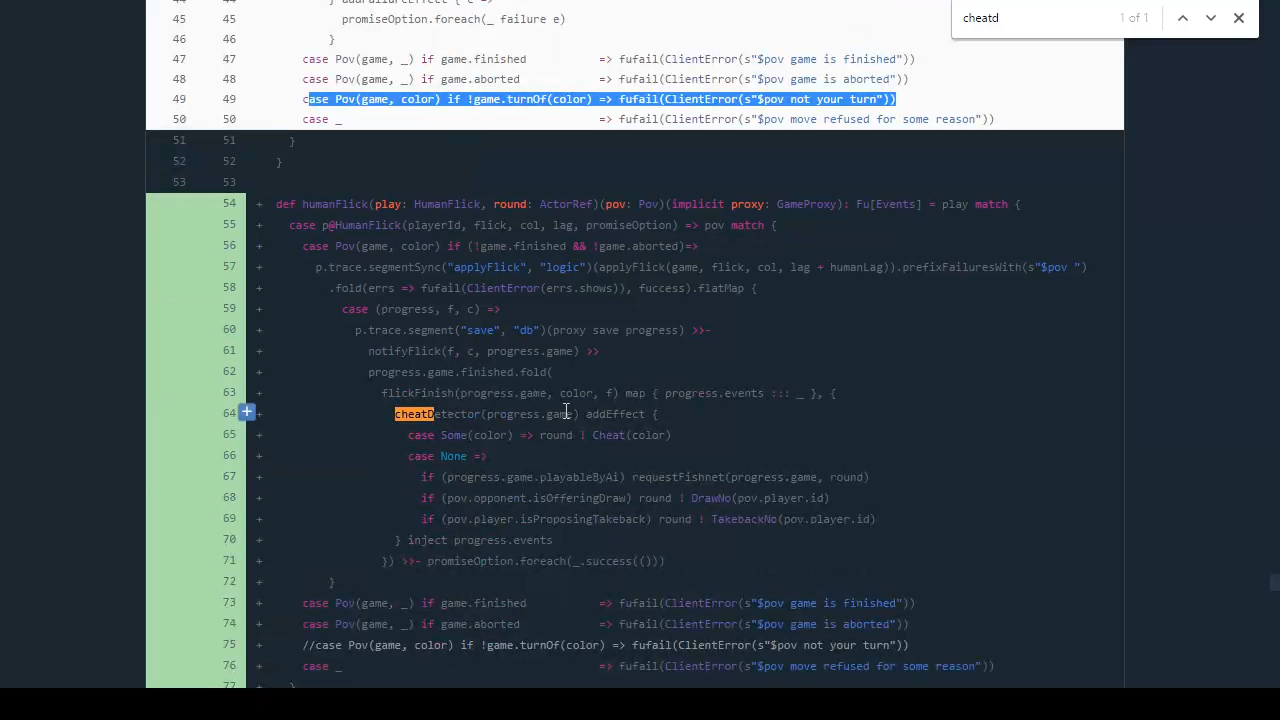 cheatd 1 of 1
44 44 } addFailureEffect { e =>
45 45 promiseOption.foreach(_ failure e)
46 46 }
47 47 case Pov(game, _) if game.finished => fufail(ClientError(s"$pov game is finished"))
48 48 case Pov(game, _) if game.aborted => fufail(ClientError(s"$pov game is aborted"))
49 49 case Pov(game, color) if !game.turnOf(color) => fufail(ClientError(s"$pov not your turn"))
50 50 case _ => fufail(ClientError(s"$pov move refused for some reason"))
51 51 }
52 52 }
53 53
54 + def humanFlick(play: HumanFlick, round: ActorRef)(pov: Pov)(implicit proxy: GameProxy): Fu[Events] = play match {
55 + case p@HumanFlick(playerId, flick, col, lag, promiseOption) => pov match {
56 + case Pov(game, color) if (!game.finished && !game.aborted)=>
57 + p.trace.segmentSync("applyFlick", "logic")(applyFlick(game, flick, col, lag + humanLag)).prefixFailuresWith(s"$pov ")
58 + .fold(errs => fufail(ClientError(errs.shows)), fuccess).flatMap {
59 + case (progress, f, c) =>
60 + p.trace.segment("save", "db")(proxy save progress) >>-
61 + notifyFlick(f, c, progress.game) >>
62 + progress.game.finished.fold(
63 + flickFinish(progress.game, color, f) map { progress.events ::: _ }, {
+ 64 + cheatDetector(progress.game) addEffect {
65 + case Some(color) => round ! Cheat(color)
66 + case None =>
67 + if (progress.game.playableByAi) requestFishnet(progress.game, round)
68 + if (pov.opponent.isOfferingDraw) round ! DrawNo(pov.player.id)
69 + if (pov.player.isProposingTakeback) round ! TakebackNo(pov.player.id)
70 + } inject progress.events
71 + }) >>- promiseOption.foreach(_.success(()))
72 + }
73 + case Pov(game, _) if game.finished => fufail(ClientError(s"$pov game is finished"))
74 + case Pov(game, _) if game.aborted => fufail(ClientError(s"$pov game is aborted"))
75 + //case Pov(game, color) if !game.turnOf(color) => fufail(ClientError(s"$pov not your turn"))
76 + case _ => fufail(ClientError(s"$pov move refused for some reason"))
77 + }